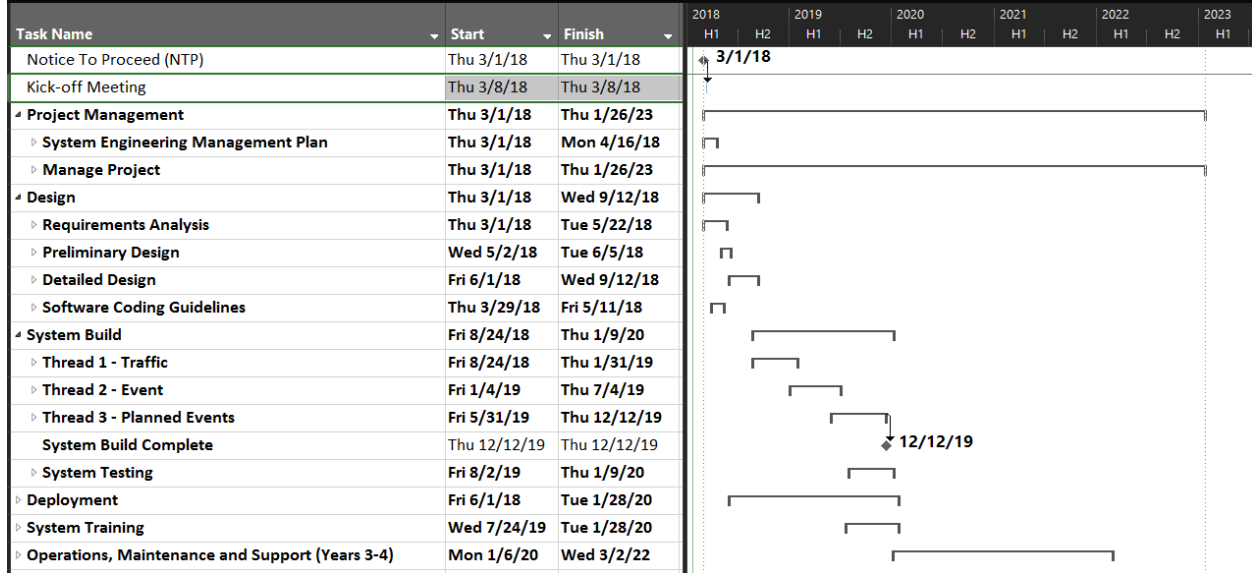 2018 2019 2020 2021 2022 2023
Task Name Start Finish H1 H2 H1 H2 H1 H2 H1 H2 H1 H2 H1
Notice To Proceed (NTP) Thu 3/1/18 Thu 3/1/18 3/1/18
Kick-off Meeting Thu 3/8/18 Thu 3/8/18
Project Management Thu 3/1/18 Thu 1/26/23
System Engineering Management Plan Thu 3/1/18 Mon 4/16/18
Manage Project Thu 3/1/18 Thu 1/26/23
Design Thu 3/1/18 Wed 9/12/18
Requirements Analysis Thu 3/1/18 Tue 5/22/18
Preliminary Design Wed 5/2/18 Tue 6/5/18
Detailed Design Fri 6/1/18 Wed 9/12/18
Software Coding Guidelines Thu 3/29/18 Fri 5/11/18
System Build Fri 8/24/18 Thu 1/9/20
Thread 1 - Traffic Fri 8/24/18 Thu 1/31/19
Thread 2 - Event Fri 1/4/19 Thu 7/4/19
Thread 3 - Planned Events Fri 5/31/19 Thu 12/12/19
System Build Complete Thu 12/12/19 Thu 12/12/19 12/12/19
System Testing Fri 8/2/19 Thu 1/9/20
Deployment Fri 6/1/18 Tue 1/28/20
System Training Wed 7/24/19 Tue 1/28/20
Operations, Maintenance and Support (Years 3-4) Mon 1/6/20 Wed 3/2/22